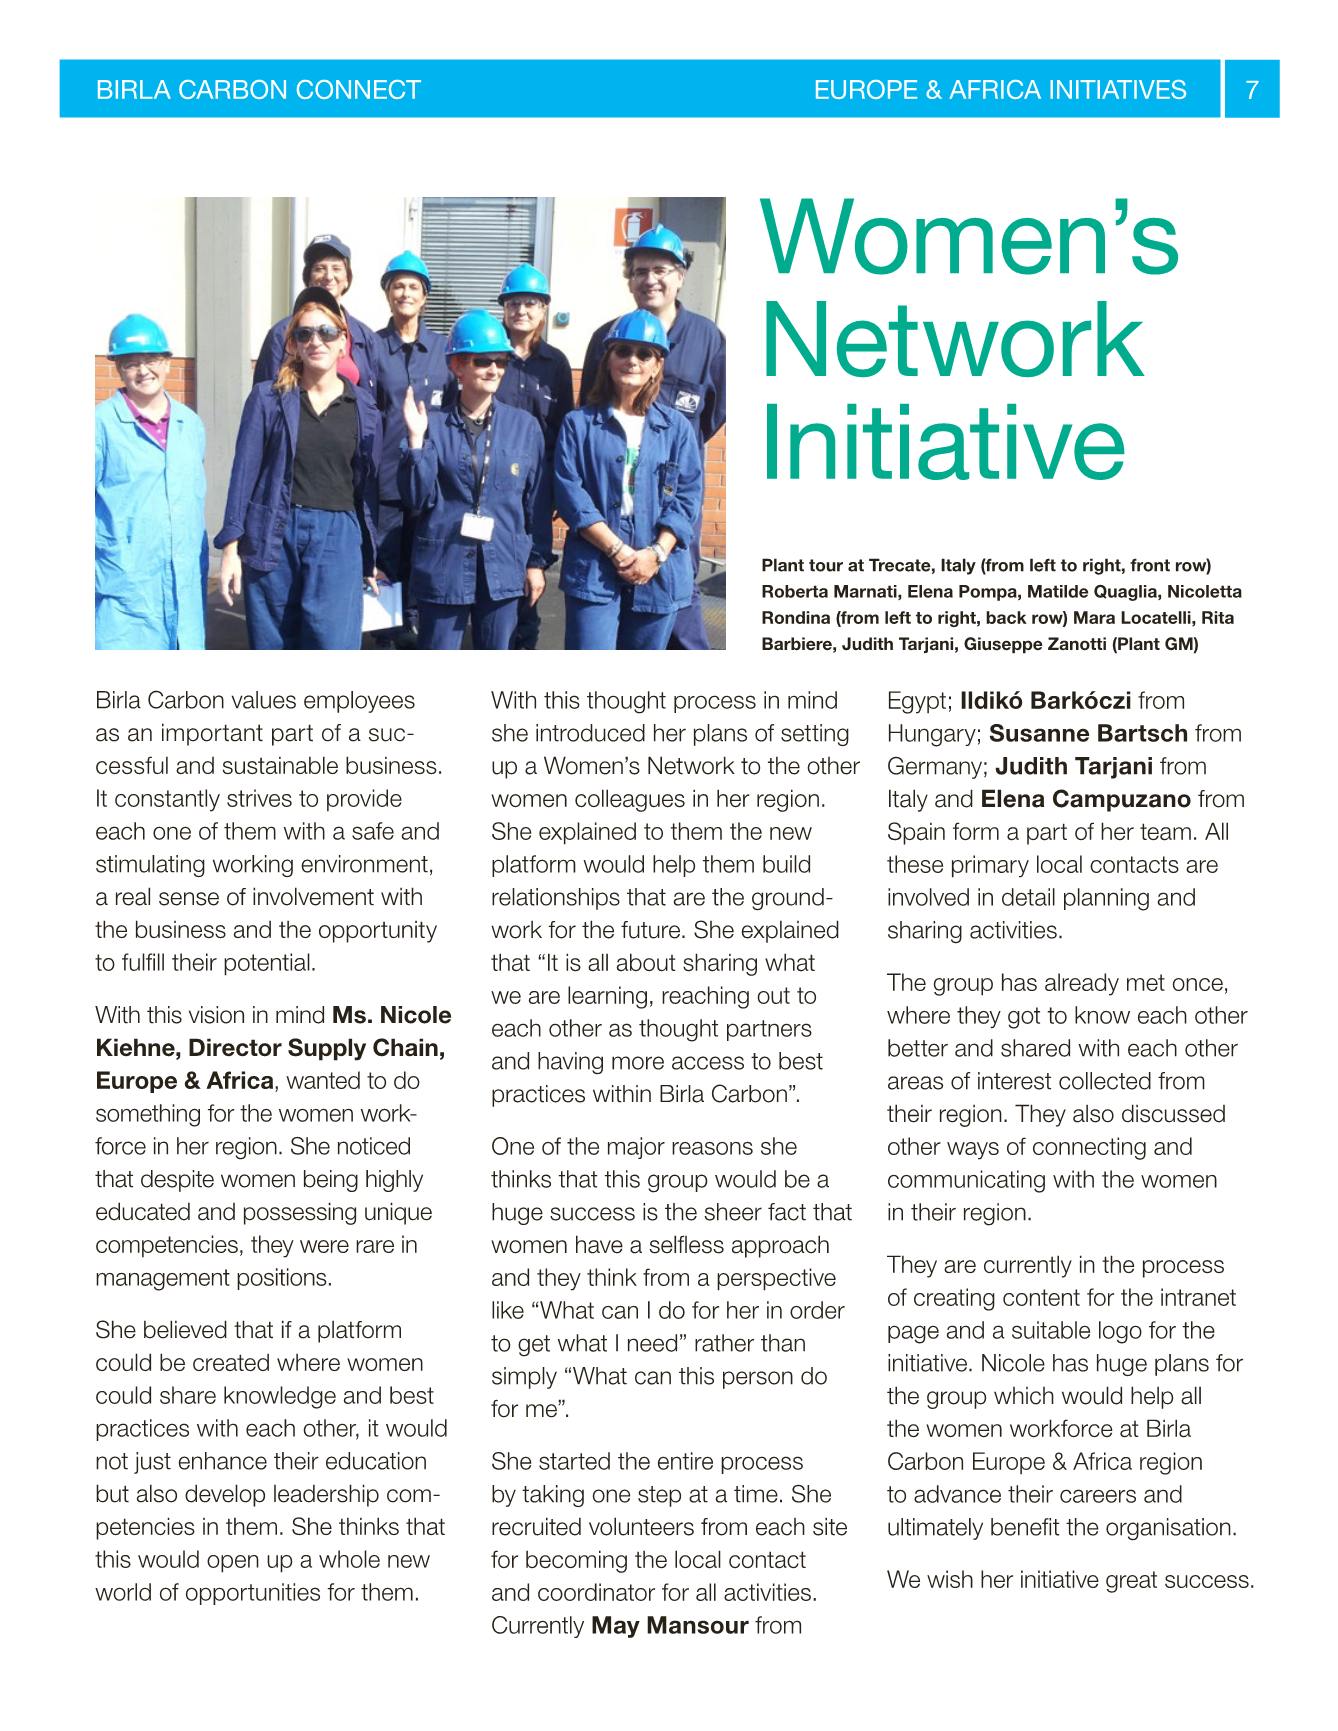 BIRLA CARBON CONNECT
EUROPE & AFRICA INITIATIVES
7
Women’s
Network
Initiative
Plant tour at Trecate, Italy (from left to right, front row)
Roberta Marnati, Elena Pompa, Matilde Quaglia, Nicoletta
Rondina (from left to right, back row) Mara Locatelli, Rita
Barbiere, Judith Tarjani, Giuseppe Zanotti (Plant GM)
Birla Carbon values employees
as an important part of a suc-
cessful and sustainable business.
It constantly strives to provide
each one of them with a safe and
stimulating working environment,
a real sense of involvement with
the business and the opportunity
to fulfill their potential.
With this vision in mind Ms. Nicole
Kiehne, Director Supply Chain,
Europe & Africa, wanted to do
something for the women work-
force in her region. She noticed
that despite women being highly
educated and possessing unique
competencies, they were rare in
management positions.
She believed that if a platform
could be created where women
could share knowledge and best
practices with each other, it would
not just enhance their education
but also develop leadership com-
petencies in them. She thinks that
this would open up a whole new
world of opportunities for them.
With this thought process in mind
she introduced her plans of setting
up a Women’s Network to the other
women colleagues in her region.
She explained to them the new
platform would help them build
relationships that are the ground-
work for the future. She explained
that “It is all about sharing what
we are learning, reaching out to
each other as thought partners
and having more access to best
practices within Birla Carbon”.
One of the major reasons she
thinks that this group would be a
huge success is the sheer fact that
women have a selfless approach
and they think from a perspective
like “What can I do for her in order
to get what I need” rather than
simply “What can this person do
for me”.
She started the entire process
by taking one step at a time. She
recruited volunteers from each site
for becoming the local contact
and coordinator for all activities.
Currently May Mansour from
Egypt; Ildikó Barkóczi from
Hungary; Susanne Bartsch from
Germany; Judith Tarjani from
Italy and Elena Campuzano from
Spain form a part of her team. All
these primary local contacts are
involved in detail planning and
sharing activities.
The group has already met once,
where they got to know each other
better and shared with each other
areas of interest collected from
their region. They also discussed
other ways of connecting and
communicating with the women
in their region.
They are currently in the process
of creating content for the intranet
page and a suitable logo for the
initiative. Nicole has huge plans for
the group which would help all
the women workforce at Birla
Carbon Europe & Africa region
to advance their careers and
ultimately benefit the organisation.
We wish her initiative great success.